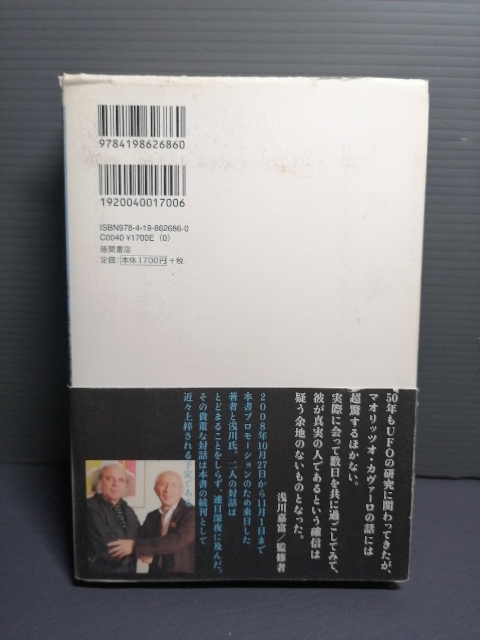 9784198626860
1920040017006
ISBN978-4-19-862686-0
C0040 ¥1700E (0)
徳間書店
定価:本体1700円+税
50年もUFOの研究に関わってきたが、
マオリッツオ・カヴァーロの話には
超驚するほかない。
実際に会って数日を共に過ごしてみて、
彼が真実の人であるという確信は
疑う余地のないものとなった。
浅川嘉富/監修者
2008年10月27日から11月1日まで
本書プロモーションのため来日した
著者と浅川氏、二人の対話は
とどまることをしらず、連日深夜に及んだ。
その貴重な対話は本書の続刊として
近々上梓される予定である